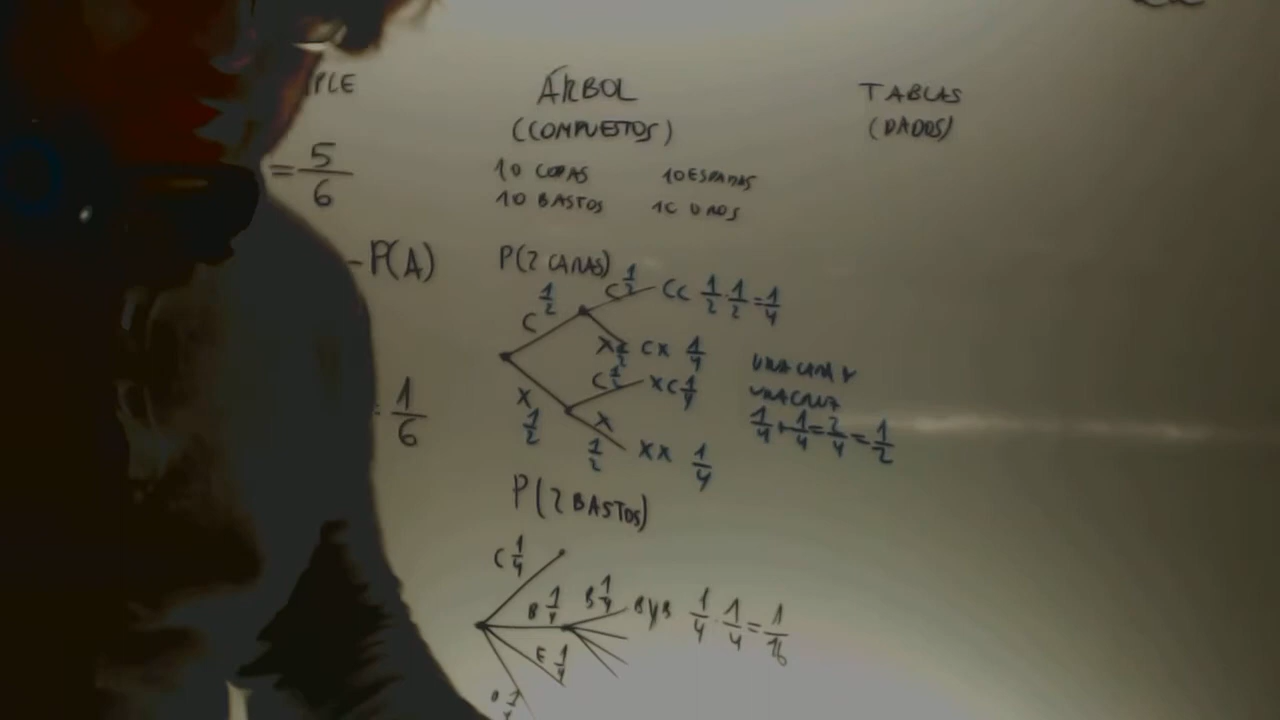 PLE
= 5/6
- P(A)
= 1/6
ÁRBOL
(COMPUESTOS)
10 COPAS 10 ESPADAS
10 BASTOS 10 OROS
P(2 CARAS)
1/2 C 1/2 CC 1/2 · 1/2 = 1/4
C
X 1/2 CX 1/4
X C 1/2 XC 1/4
1/2 X
1/2 XX 1/4
UNA CARA Y
UNA CRUZ
1/4 + 1/4 = 2/4 = 1/2
P(2 BASTOS)
C 1/4
B 1/4 B 1/4 B y B 1/4 · 1/4 = 1/16
E 1/4
O 1/4
TABLAS
(DADOS)